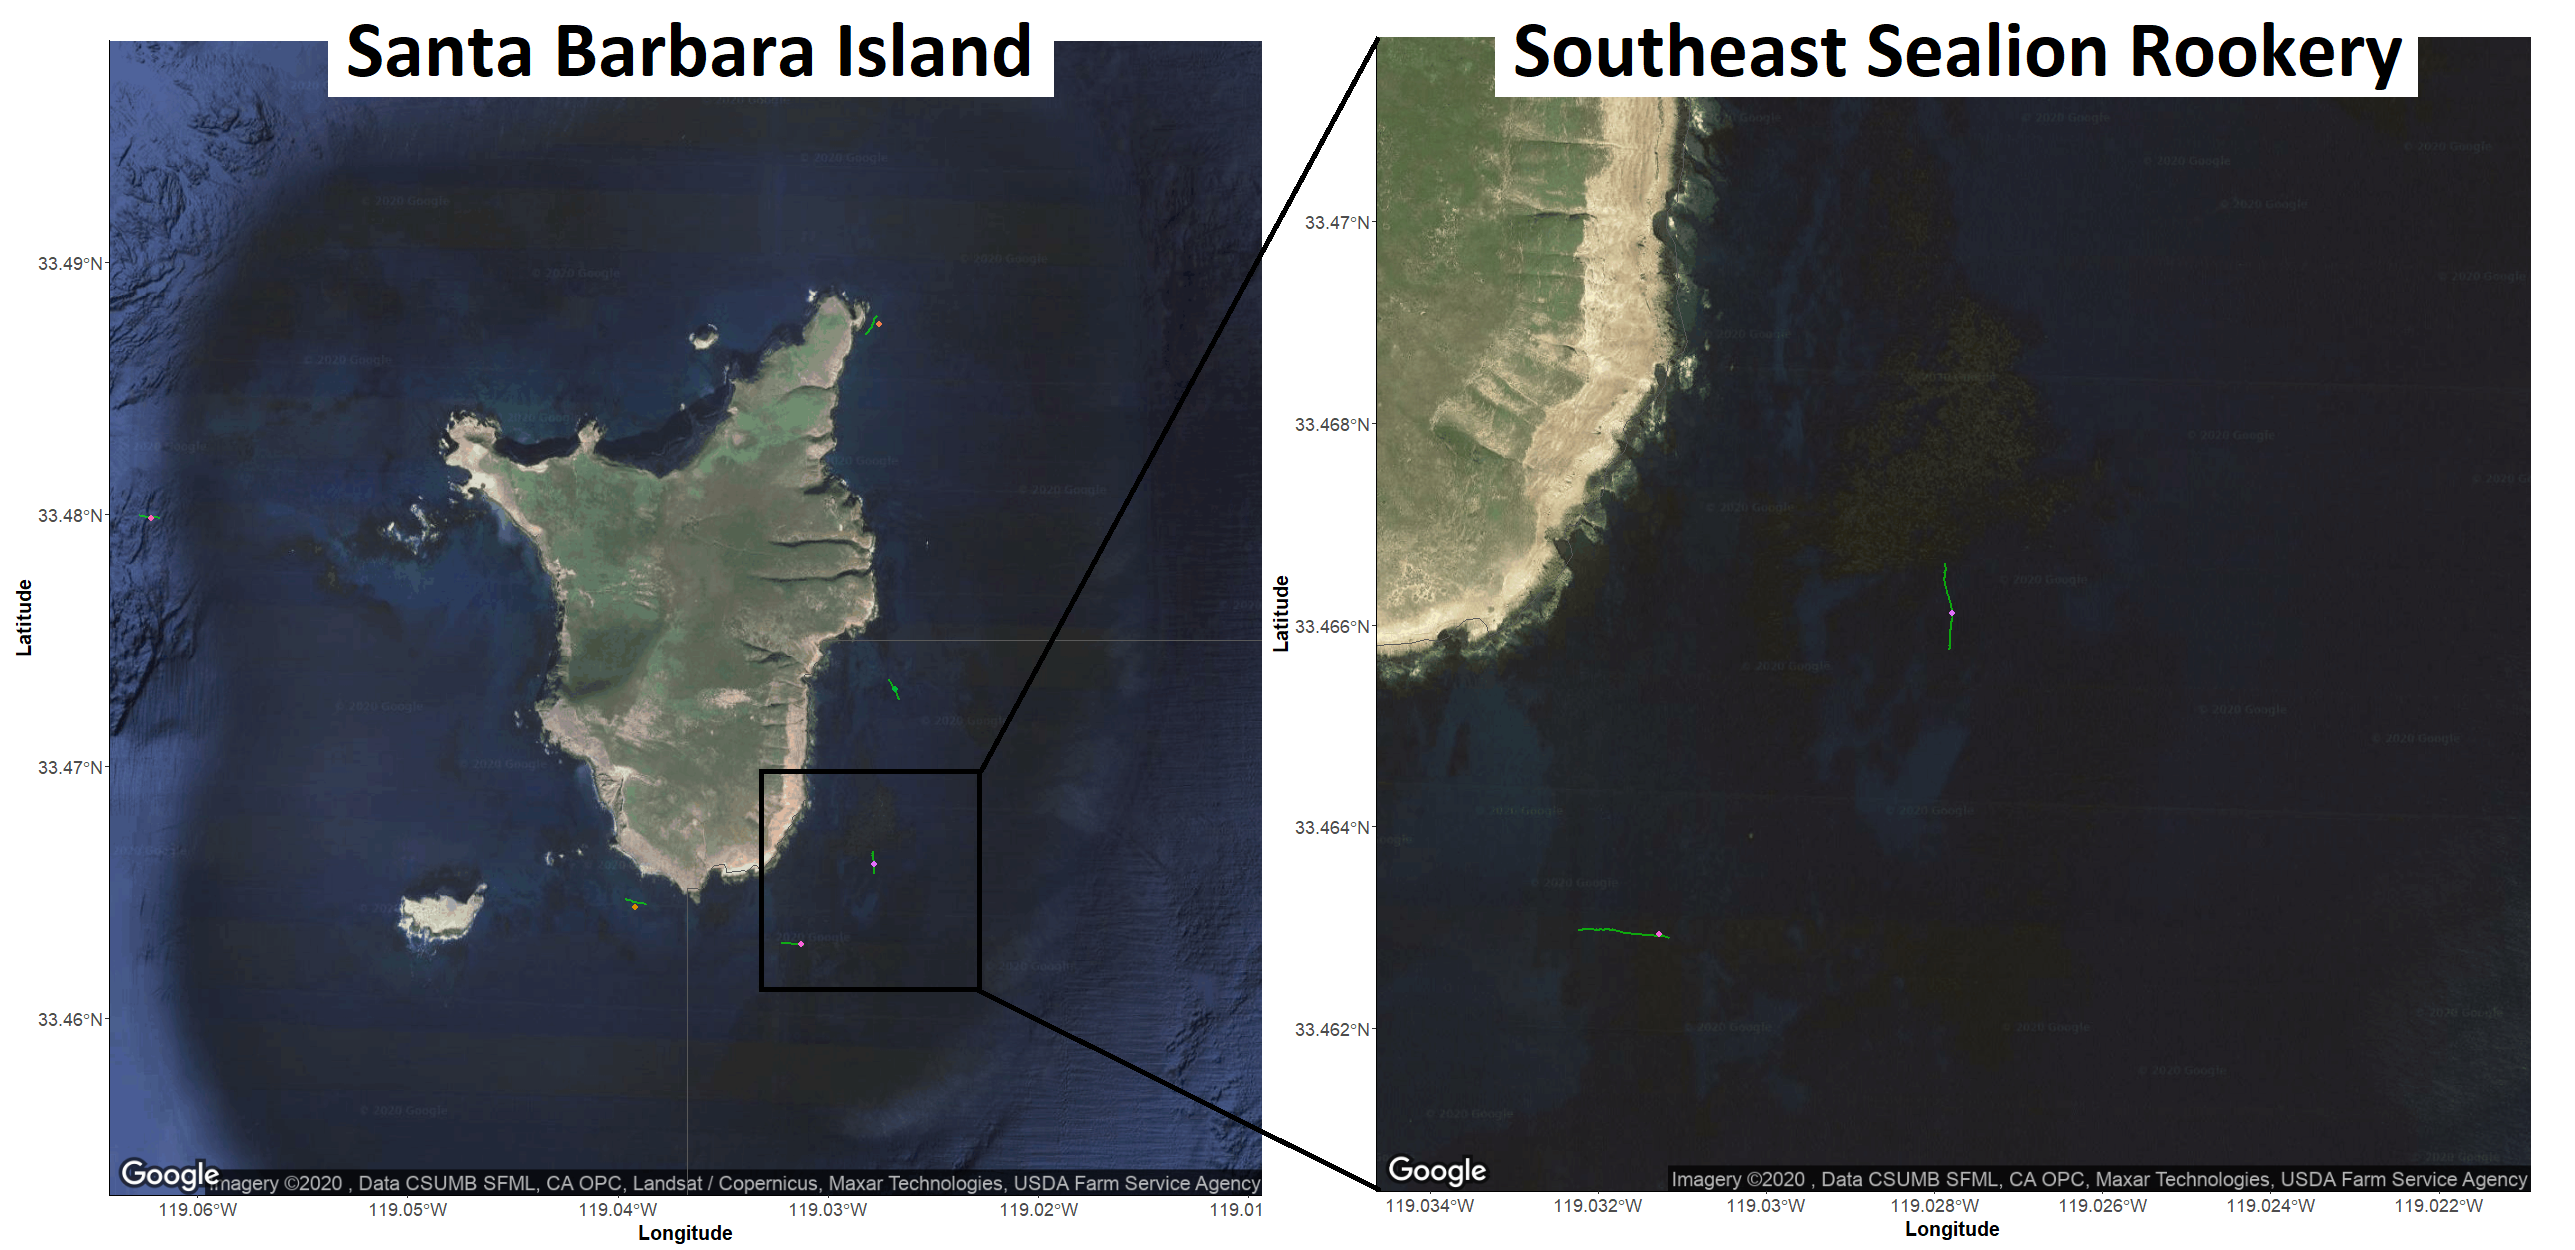 Santa Barbara Island
Southeast Sealion Rookery
33.49°N
33.48°N
33.47°N
33.46°N
Latitude
119.06°W
119.05°W
119.04°W
119.03°W
119.02°W
119.01
Longitude
Google
Imagery ©2020 , Data CSUMB SFML, CA OPC, Landsat / Copernicus, Maxar Technologies, USDA Farm Service Agency
33.47°N
33.468°N
33.466°N
33.464°N
33.462°N
Latitude
119.034°W
119.032°W
119.03°W
119.028°W
119.026°W
119.024°W
119.022°W
Longitude
Google
Imagery ©2020 , Data CSUMB SFML, CA OPC, Maxar Technologies, USDA Farm Service Agency
© 2020 Google